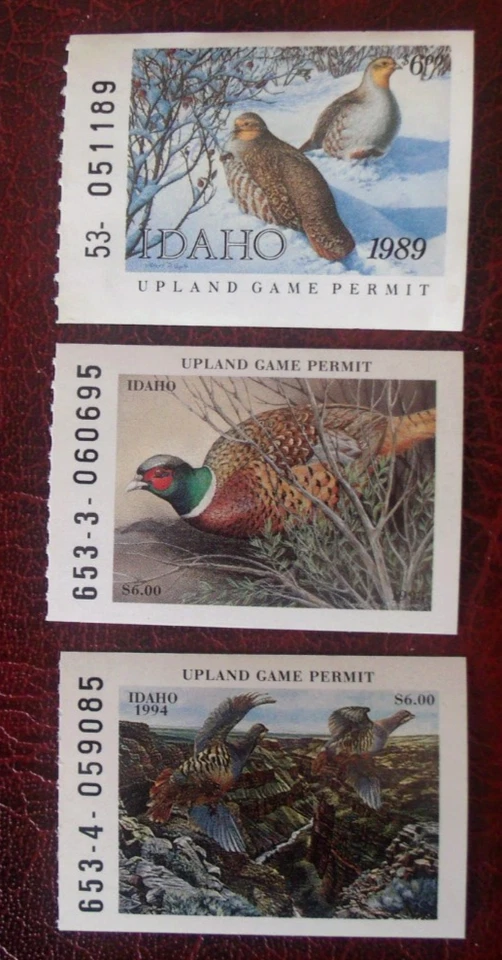 53- 051189
$6.00
IDAHO 1989
UPLAND GAME PERMIT
653-3-060695
UPLAND GAME PERMIT
IDAHO
$6.00
653-4-059085
UPLAND GAME PERMIT
IDAHO $6.00
1994